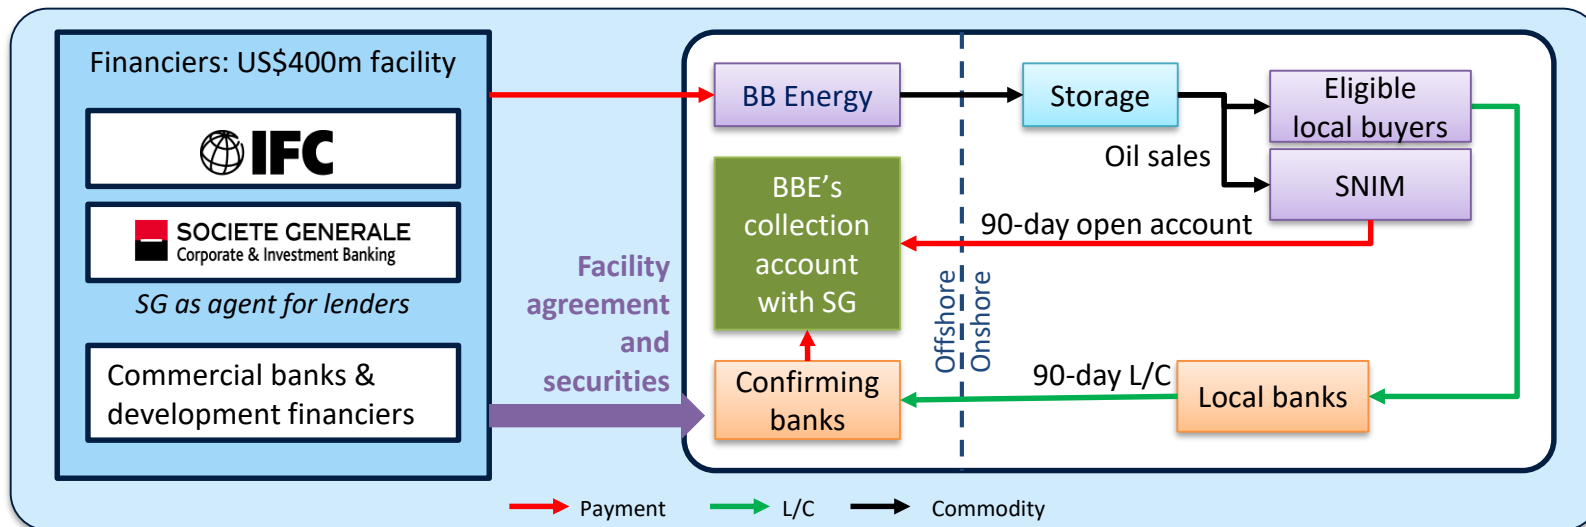 Financiers: US$400m facility
IFC
SOCIETE GENERALE
Corporate & Investment Banking
SG as agent for lenders
Commercial banks &
development financiers
Facility
agreement
and
securities
BB Energy
Storage
Eligible
local buyers
Oil sales
SNIM
BBE's
collection
account
with SG
90-day open account
Offshore
Onshore
Confirming
banks
90-day L/C
Local banks
Payment
L/C
Commodity